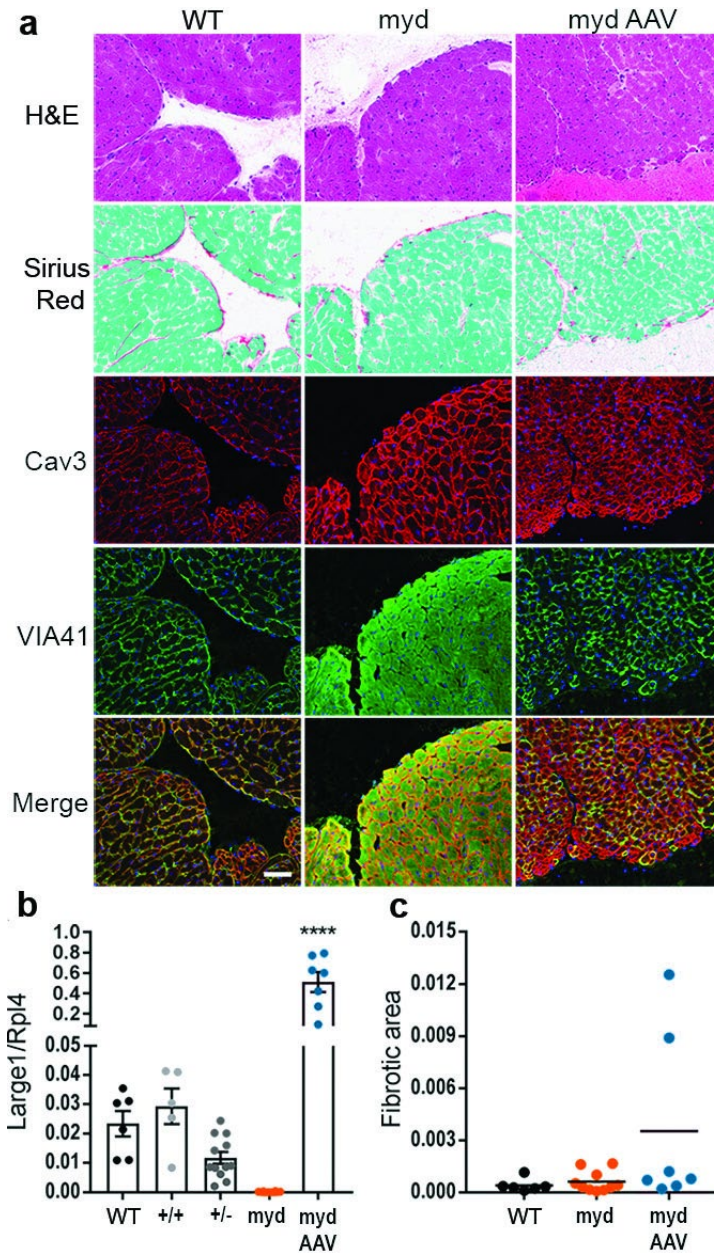 a
WT myd myd AAV
H&E
Sirius
Red
Cav3
VIA41
Merge
b
Large1/Rpl4
1.0
0.8
0.6
0.4
0.2
0.05
0.04
0.03
0.02
0.01
0.00
****
WT +/+ +/- myd myd
AAV
c
Fibrotic area
0.015
0.012
0.009
0.006
0.003
0.000
WT myd myd
AAV